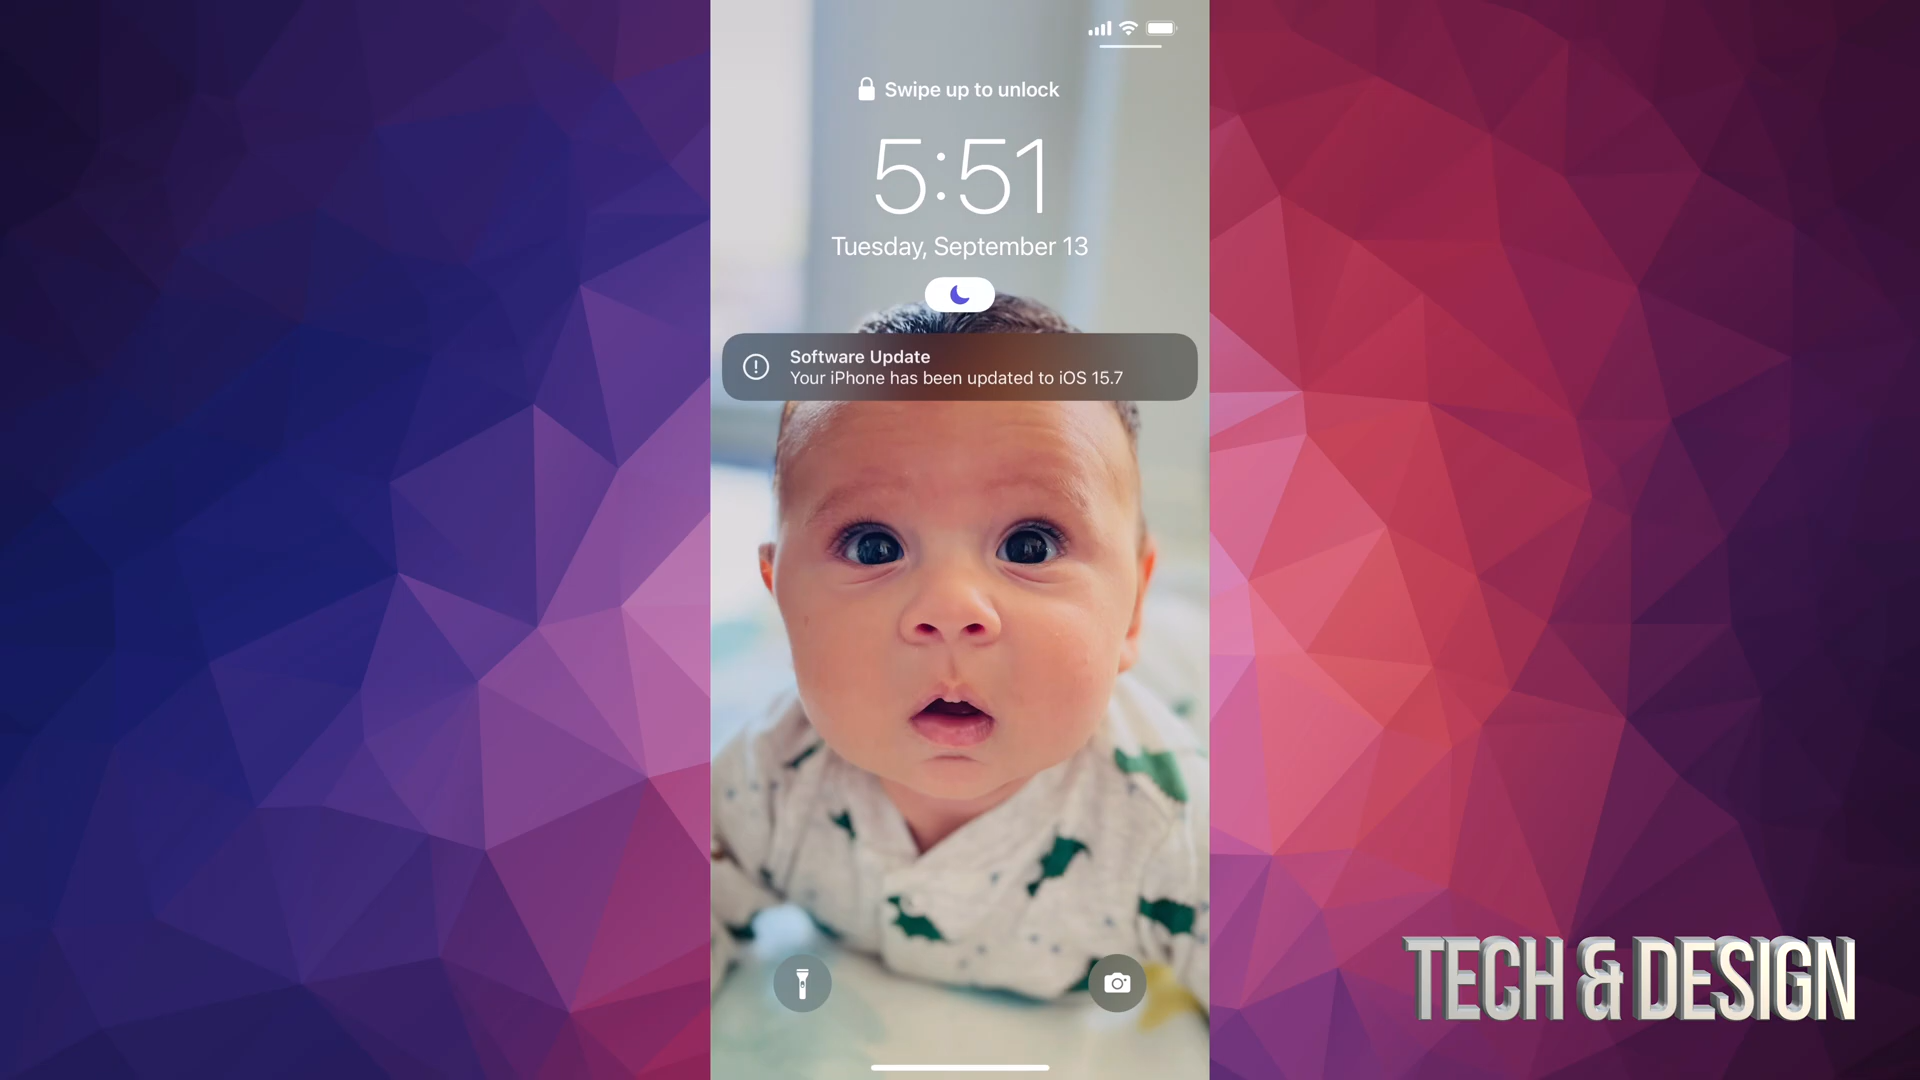 Swipe up to unlock
5:51
Tuesday, September 13
Software Update
Your iPhone has been updated to iOS 15.7
TECH & DESIGN